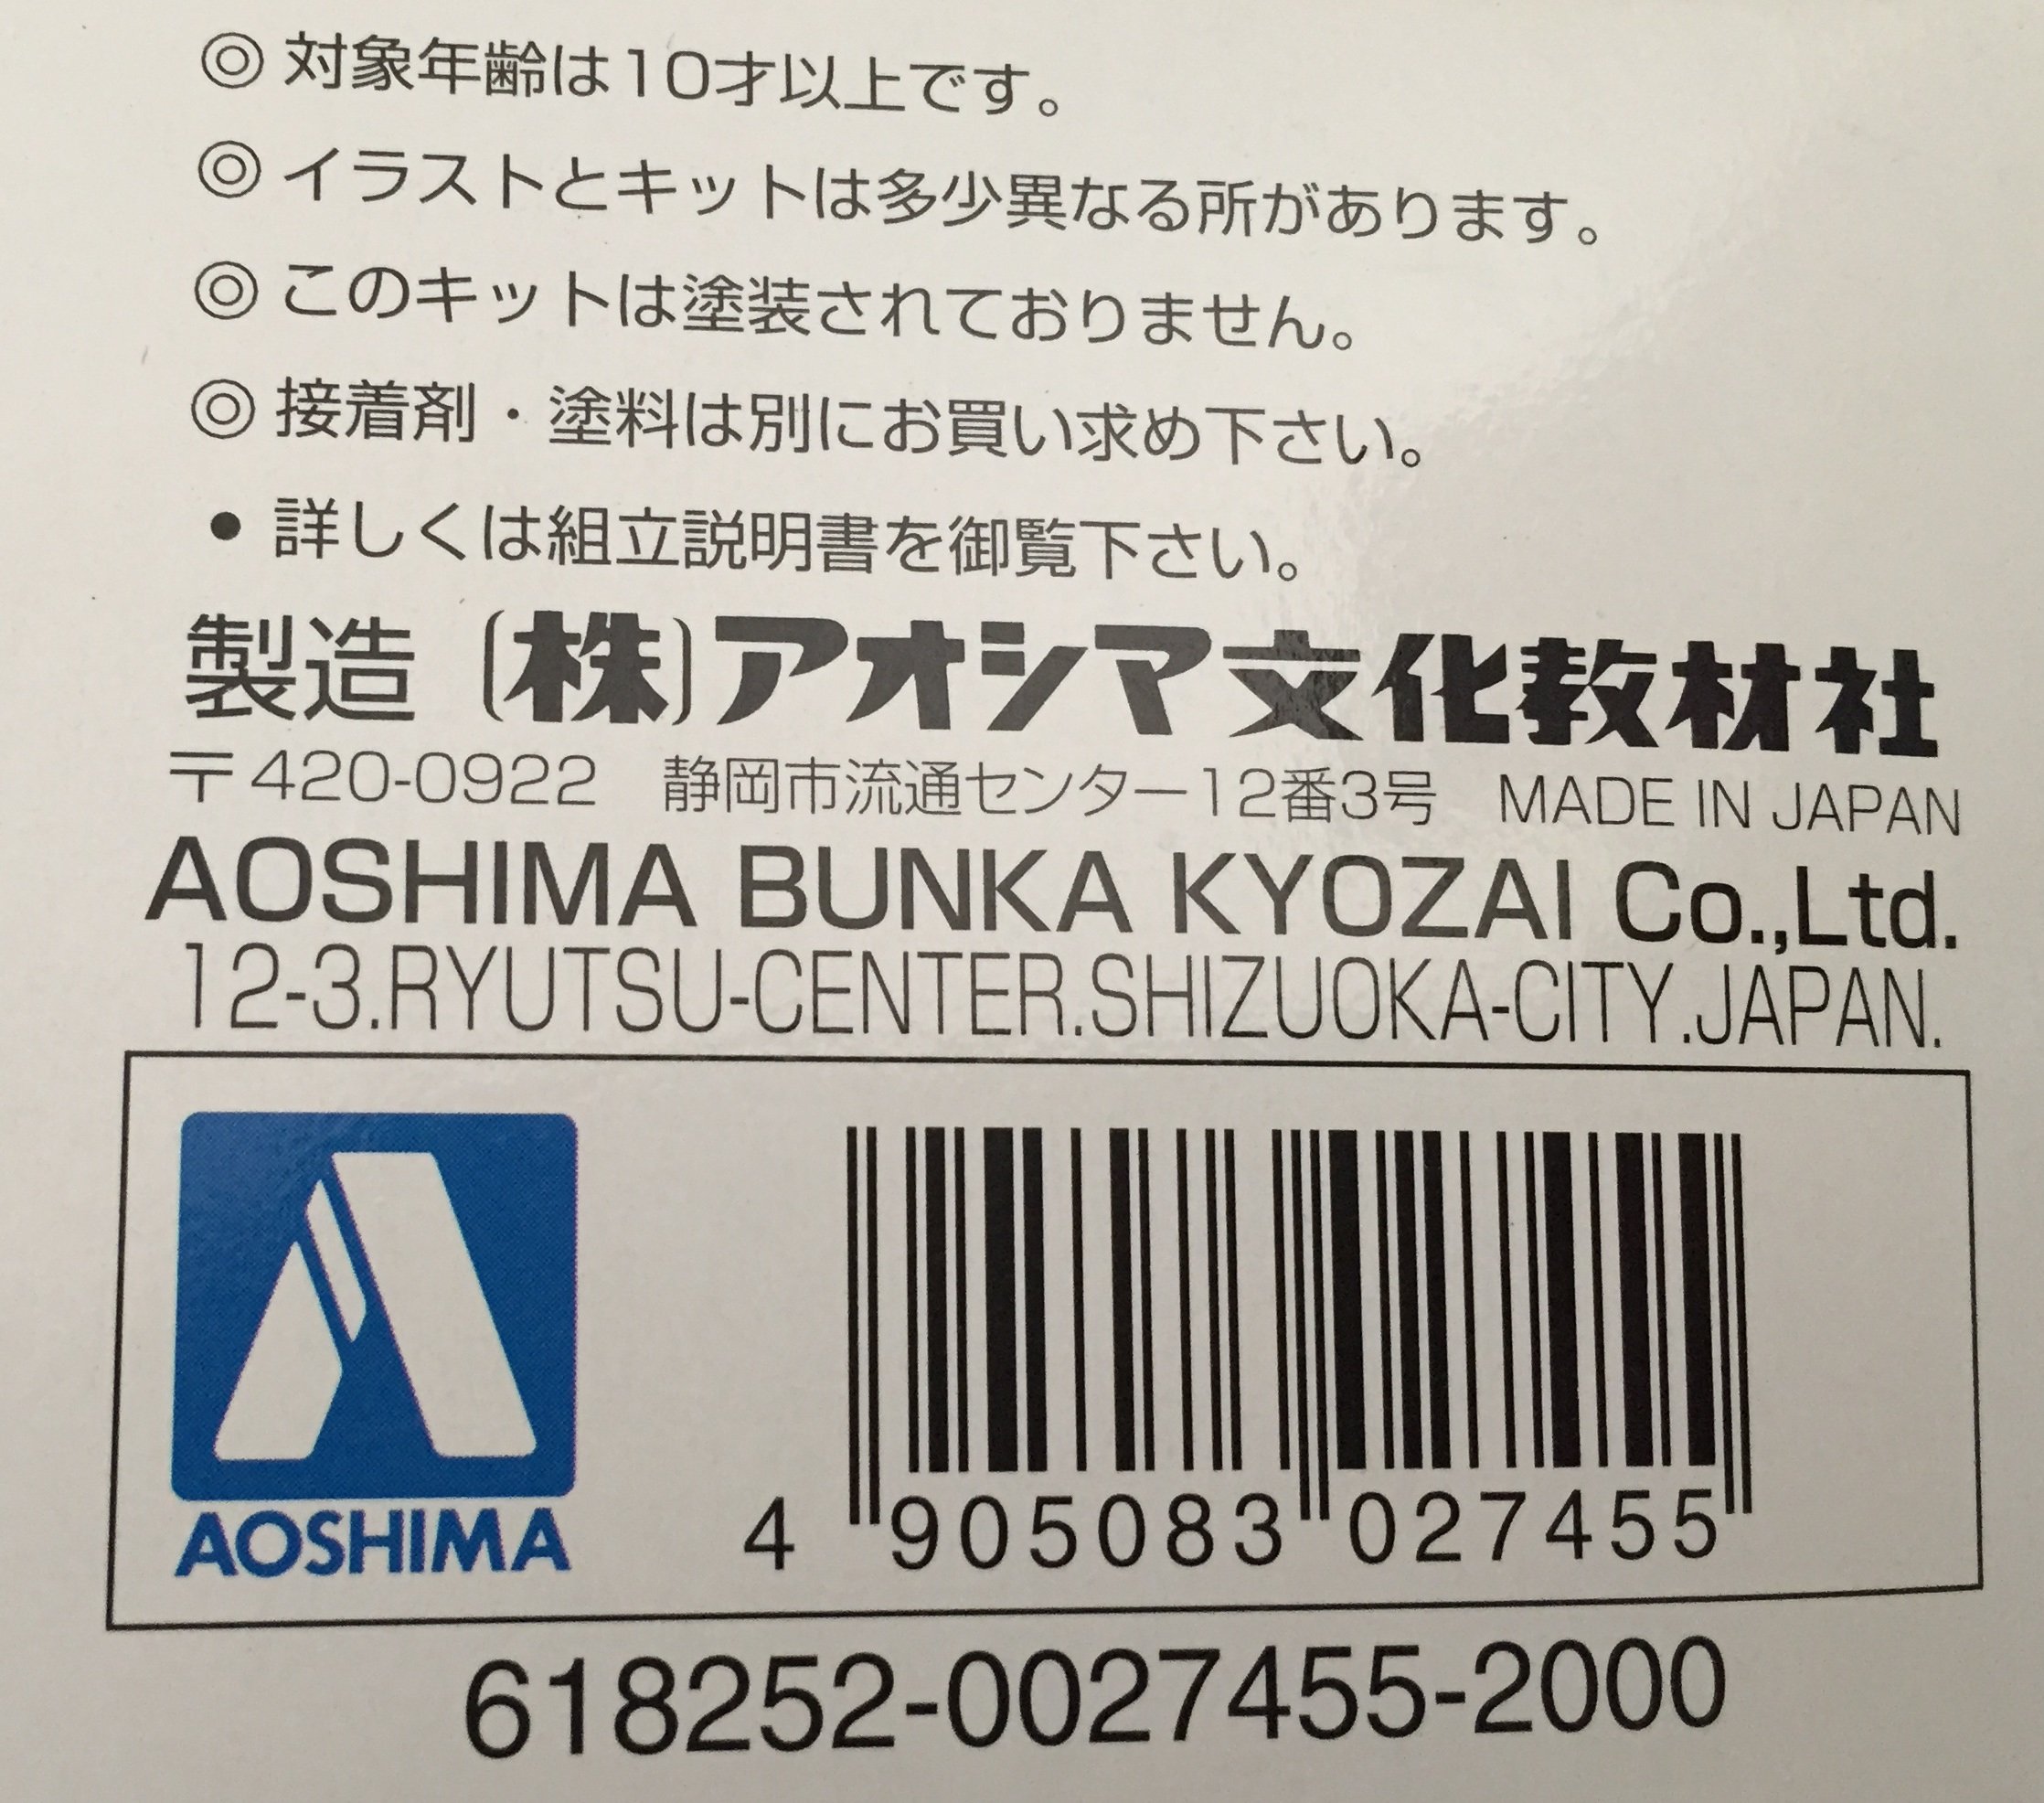 ◎対象年齢は10才以上です。
◎イラストとキットは多少異なる所があります。
◎このキットは塗装されておりません。
◎接着剤・塗料は別にお買い求め下さい。
•詳しくは組立説明書を御覧下さい。
製造 (株)アオシマ文化教材社
〒420-0922 静岡市流通センター12番3号 MADE IN JAPAN
AOSHIMA BUNKA KYOZAI Co.,Ltd.
12-3.RYUTSU-CENTER.SHIZUOKA-CITY.JAPAN.
AOSHIMA
4 905083 027455
618252-0027455-2000